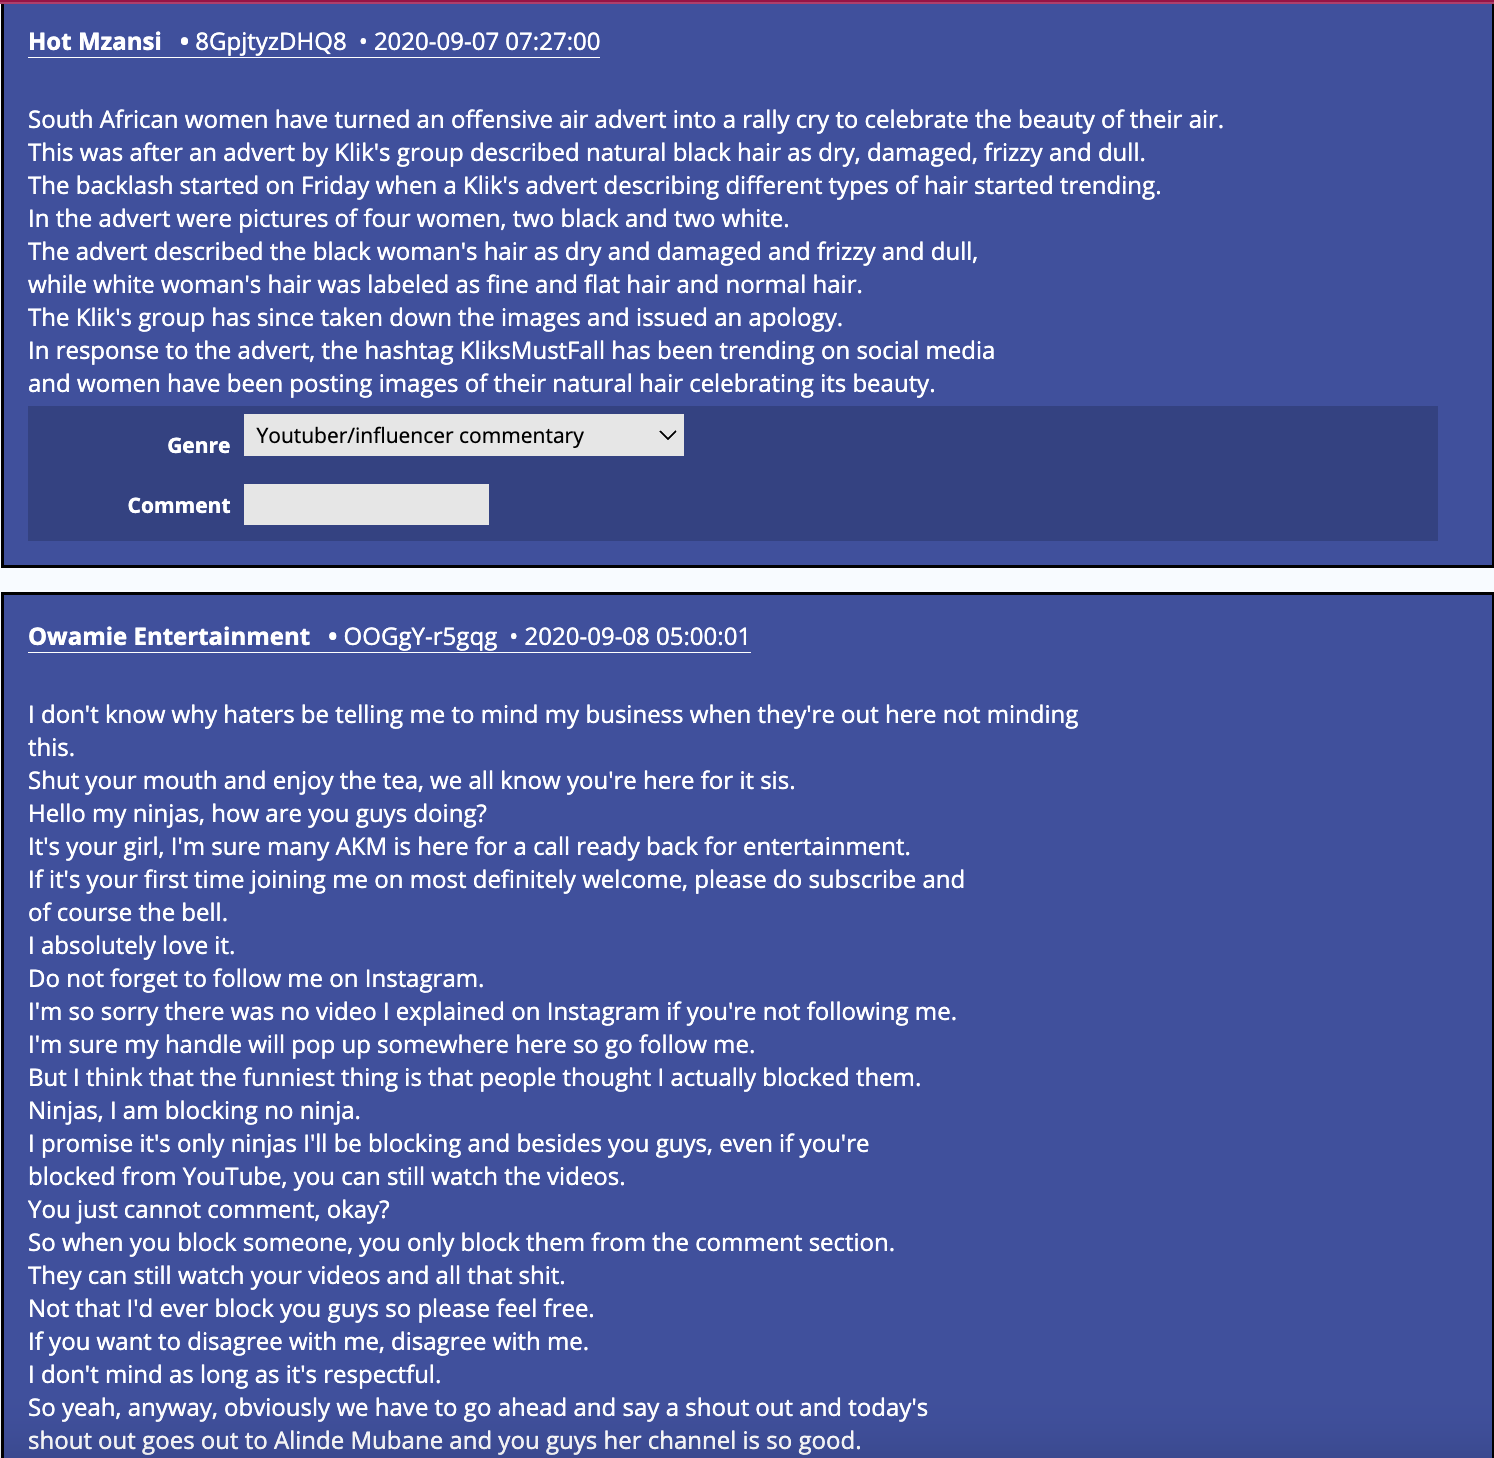 Hot Mzansi • 8GpjtyzDHQ8 • 2020-09-07 07:27:00
South African women have turned an offensive air advert into a rally cry to celebrate the beauty of their air.
This was after an advert by Klik's group described natural black hair as dry, damaged, frizzy and dull.
The backlash started on Friday when a Klik's advert describing different types of hair started trending.
In the advert were pictures of four women, two black and two white.
The advert described the black woman's hair as dry and damaged and frizzy and dull,
while white woman's hair was labeled as fine and flat hair and normal hair.
The Klik's group has since taken down the images and issued an apology.
In response to the advert, the hashtag KliksMustFall has been trending on social media
and women have been posting images of their natural hair celebrating its beauty.
Genre Youtuber/influencer commentary
Comment
Owamie Entertainment • OOGgY-r5gqg • 2020-09-08 05:00:01
I don't know why haters be telling me to mind my business when they're out here not minding
this.
Shut your mouth and enjoy the tea, we all know you're here for it sis.
Hello my ninjas, how are you guys doing?
It's your girl, I'm sure many AKM is here for a call ready back for entertainment.
If it's your first time joining me on most definitely welcome, please do subscribe and
of course the bell.
I absolutely love it.
Do not forget to follow me on Instagram.
I'm so sorry there was no video I explained on Instagram if you're not following me.
I'm sure my handle will pop up somewhere here so go follow me.
But I think that the funniest thing is that people thought I actually blocked them.
Ninjas, I am blocking no ninja.
I promise it's only ninjas I'll be blocking and besides you guys, even if you're
blocked from YouTube, you can still watch the videos.
You just cannot comment, okay?
So when you block someone, you only block them from the comment section.
They can still watch your videos and all that shit.
Not that I'd ever block you guys so please feel free.
If you want to disagree with me, disagree with me.
I don't mind as long as it's respectful.
So yeah, anyway, obviously we have to go ahead and say a shout out and today's
shout out goes out to Alinde Mubane and you guys her channel is so good.